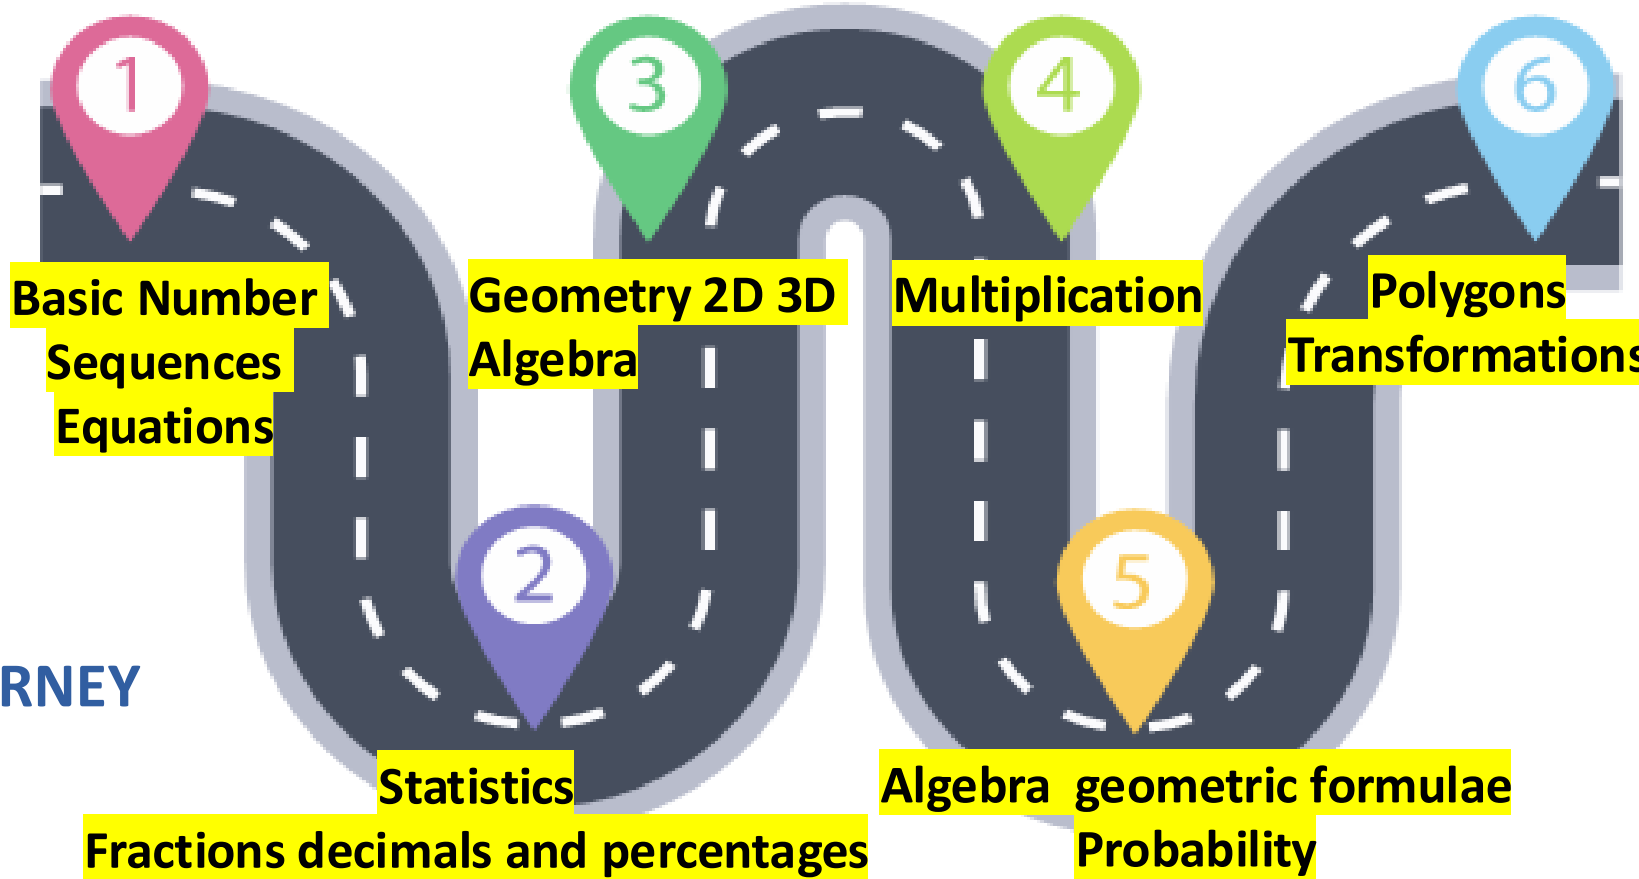 1
Basic Number
Sequences
Equations
2
Statistics
Fractions decimals and percentages
3
Geometry 2D 3D
Algebra
4
Multiplication
5
Algebra  geometric formulae
Probability
6
Polygons
Transformations
RNEY